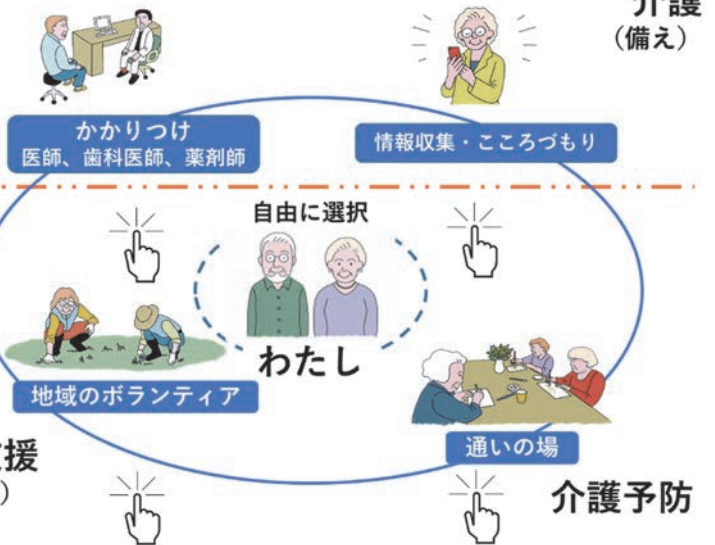 介護
（備え）
かかりつけ
医師、歯科医師、薬剤師
情報収集・こころづもり
自由に選択
わたし
地域のボランティア
通いの場
援
）
介護予防